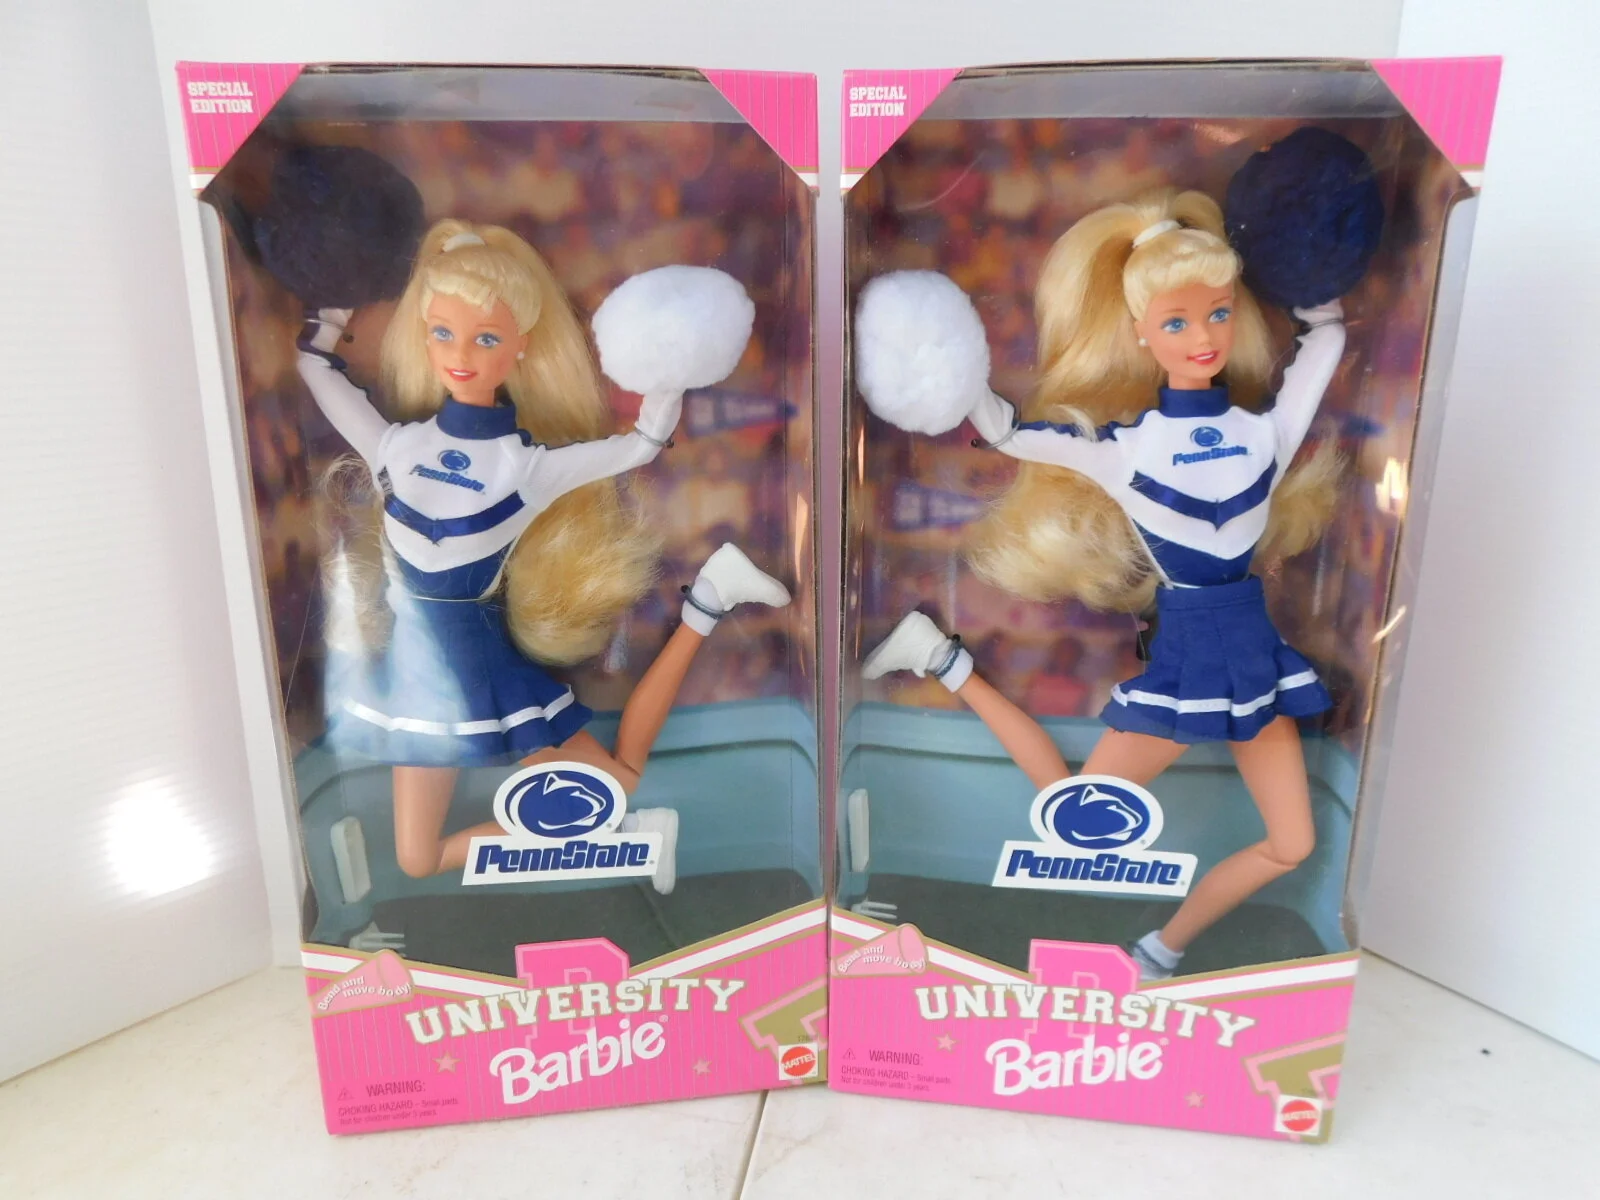 SPECIAL
EDITION
PennState
PennState
Bend and
move body!
UNIVERSITY
B
Barbie®
WARNING:
CHOKING HAZARD – Small parts
Not for children under 3 years.
MATTEL
SPECIAL
EDITION
PennState
PennState
Bend and
move body!
UNIVERSITY
B
Barbie®
WARNING:
CHOKING HAZARD – Small parts
Not for children under 3 years.
MATTEL